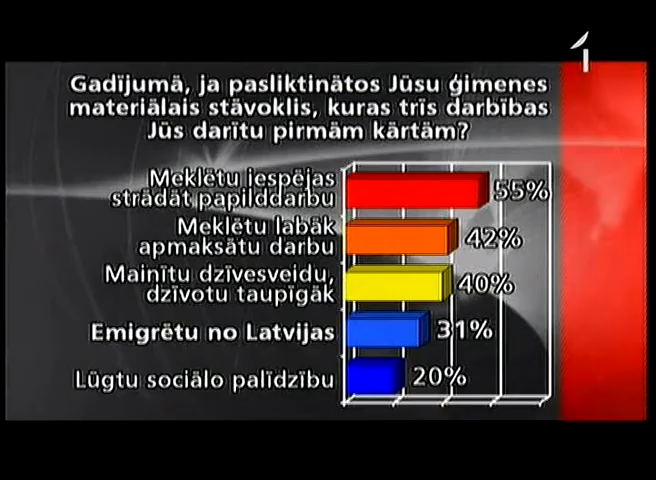 1
Gadījumā, ja pasliktinātos Jūsu ģimenes
materiālais stāvoklis, kuras trīs darbības
Jūs darītu pirmām kārtām?
Meklētu iespējas
strādāt papilddarbu
55%
Meklētu labāk
apmaksātu darbu
42%
Mainītu dzīvesveidu,
dzīvotu taupīgāk
40%
Emigrētu no Latvijas
31%
Lūgtu sociālo palīdzību
20%